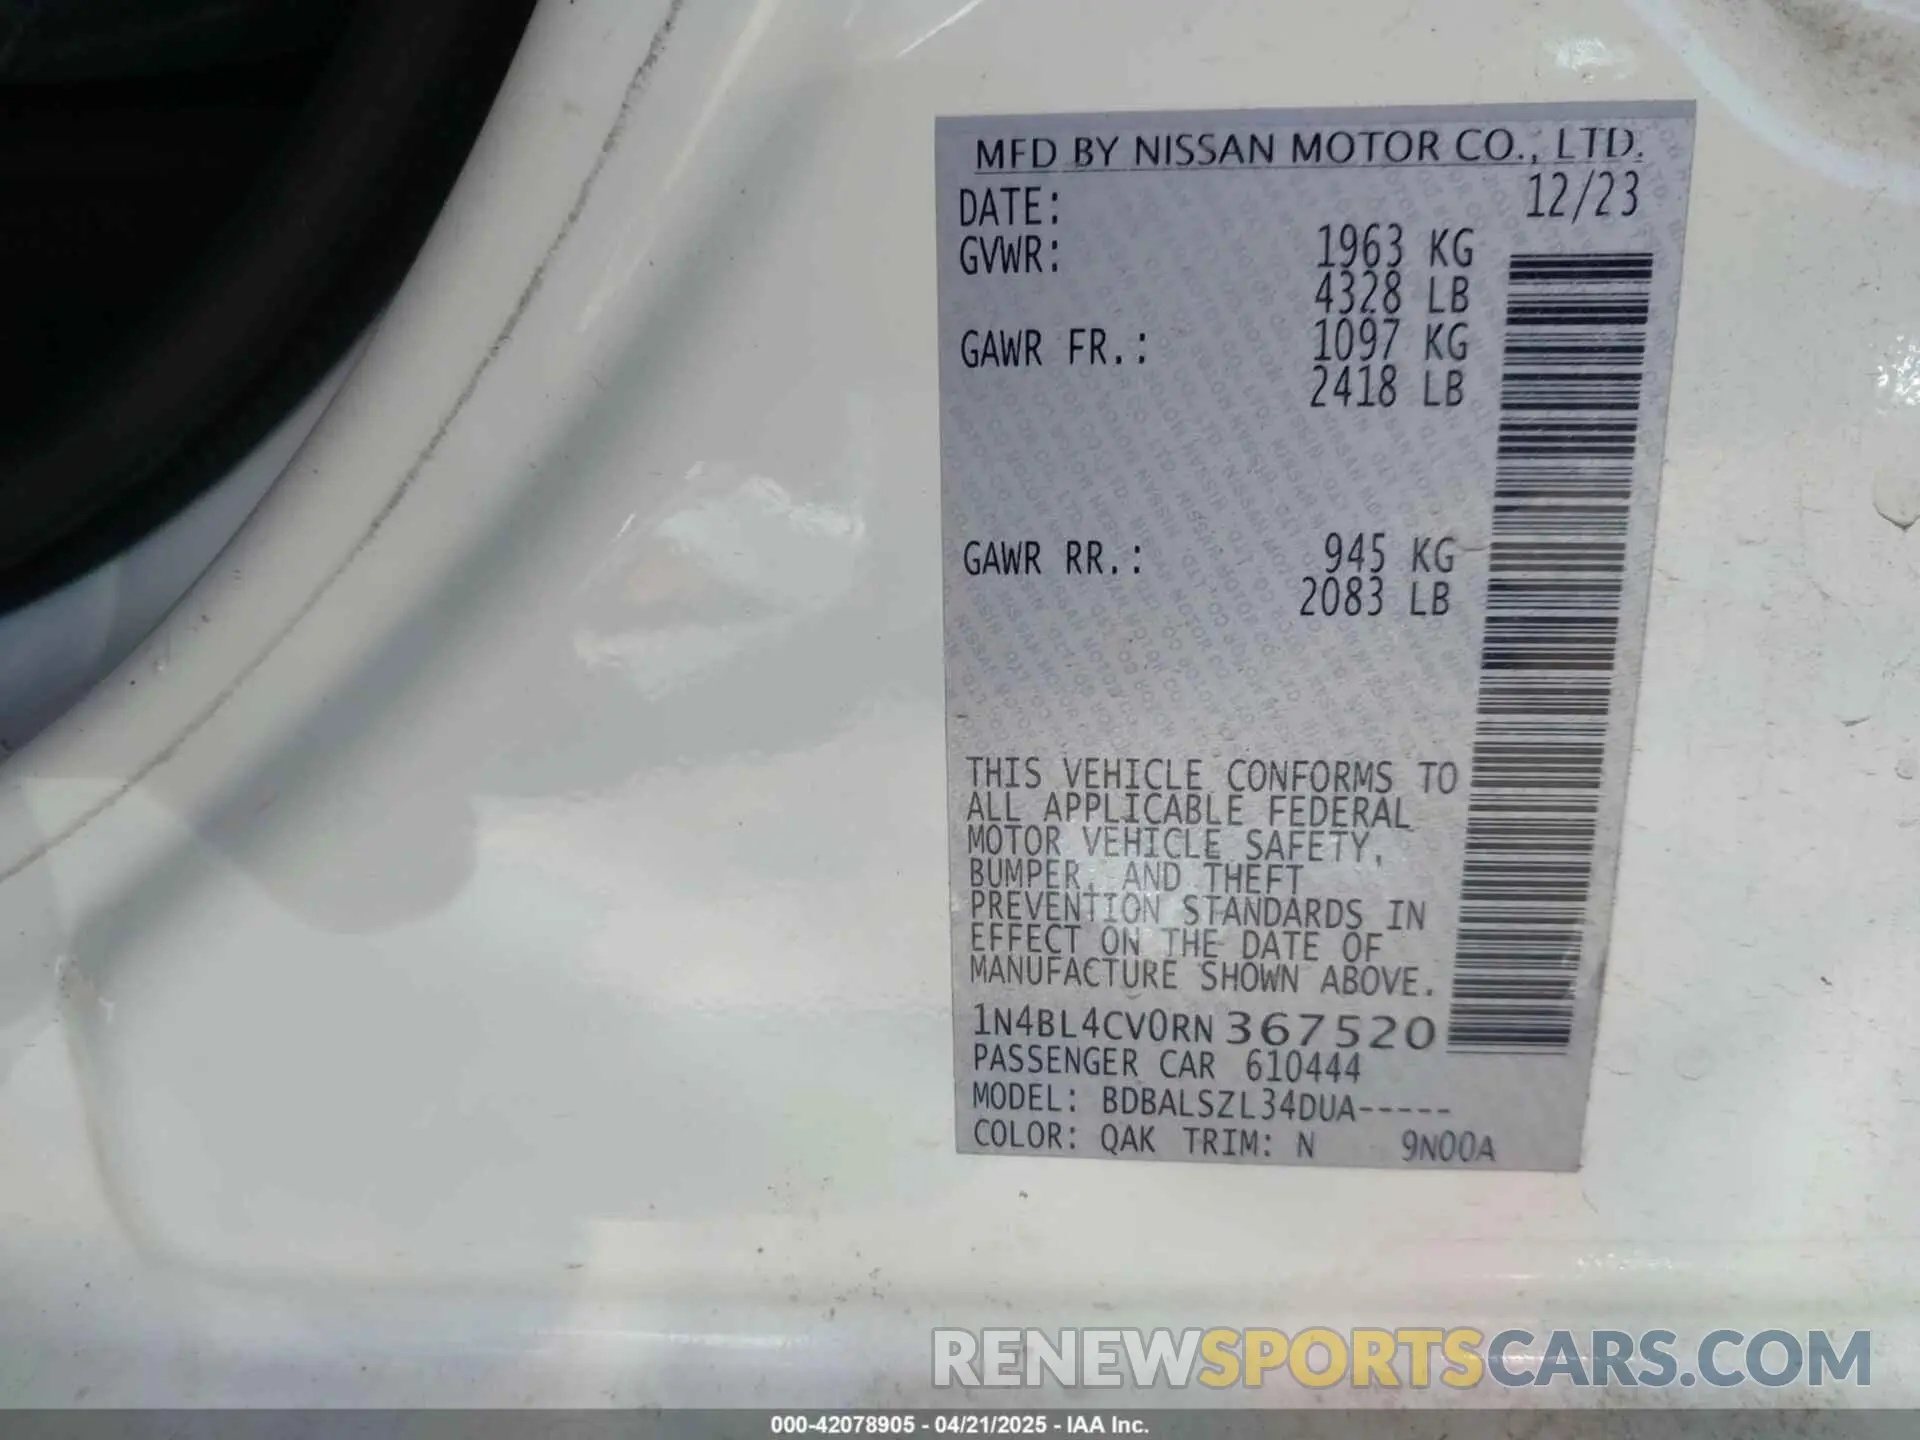 MFD BY NISSAN MOTOR CO., LTD.
DATE: 12/23
GVWR: 1963 KG
4328 LB
GAWR FR.: 1097 KG
2418 LB
GAWR RR.: 945 KG
2083 LB
THIS VEHICLE CONFORMS TO
ALL APPLICABLE FEDERAL
MOTOR VEHICLE SAFETY,
BUMPER, AND THEFT
PREVENTION STANDARDS IN
EFFECT ON THE DATE OF
MANUFACTURE SHOWN ABOVE.
1N4BL4CV0RN367520
PASSENGER CAR 610444
MODEL: BDBALSZL34DUA-----
COLOR: QAK TRIM: N 9N00A
RENEWSPORTSCARS.COM
000-42078905 - 04/21/2025 - IAA Inc.